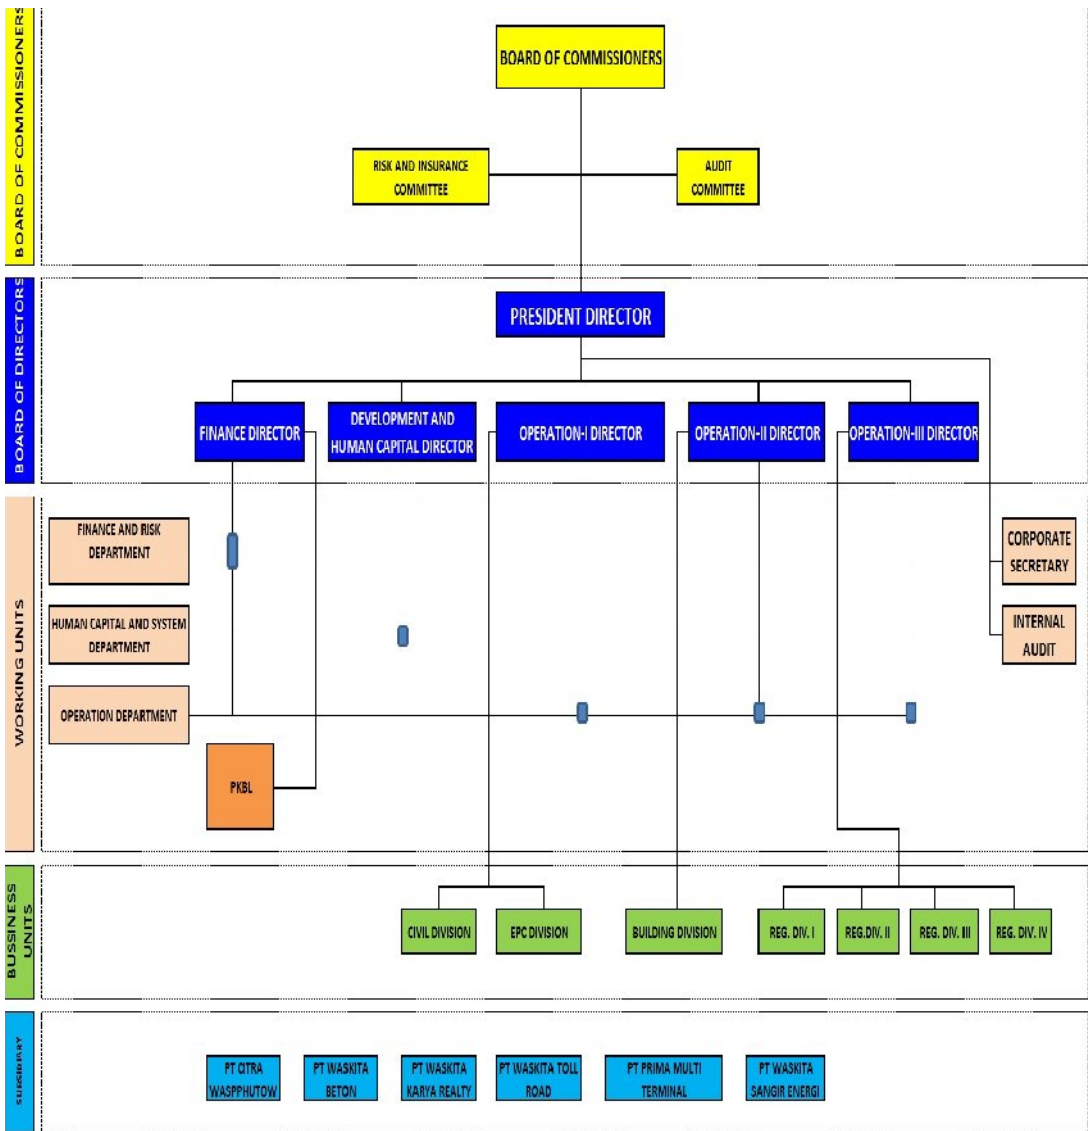 BOARD OF COMMISSIONERS
BOARD OF COMMISSIONERS
RISK AND INSURANCE
COMMITTEE
AUDIT
COMMITTEE
BOARD OF DIRECTORS
PRESIDENT DIRECTOR
FINANCE DIRECTOR
DEVELOPMENT AND
HUMAN CAPITAL DIRECTOR
OPERATION-I DIRECTOR
OPERATION-II DIRECTOR
OPERATION-III DIRECTOR
WORKING UNITS
FINANCE AND RISK
DEPARTMENT
CORPORATE
SECRETARY
HUMAN CAPITAL AND SYSTEM
DEPARTMENT
INTERNAL
AUDIT
OPERATION DEPARTMENT
PKBL
BUSSINESS
UNITS
CIVIL DIVISION
EPC DIVISION
BUILDING DIVISION
REG. DIV. I
REG.DIV. II
REG. DIV. III
REG. DIV. IV
SUBSIDIARY
PT CITRA
WASPPHUTOW
PT WASKITA
BETON
PT WASKITA
KARYA REALTY
PT WASKITA TOLL
ROAD
PT PRIMA MULTI
TERMINAL
PT WASKITA
SANGIR ENERGI